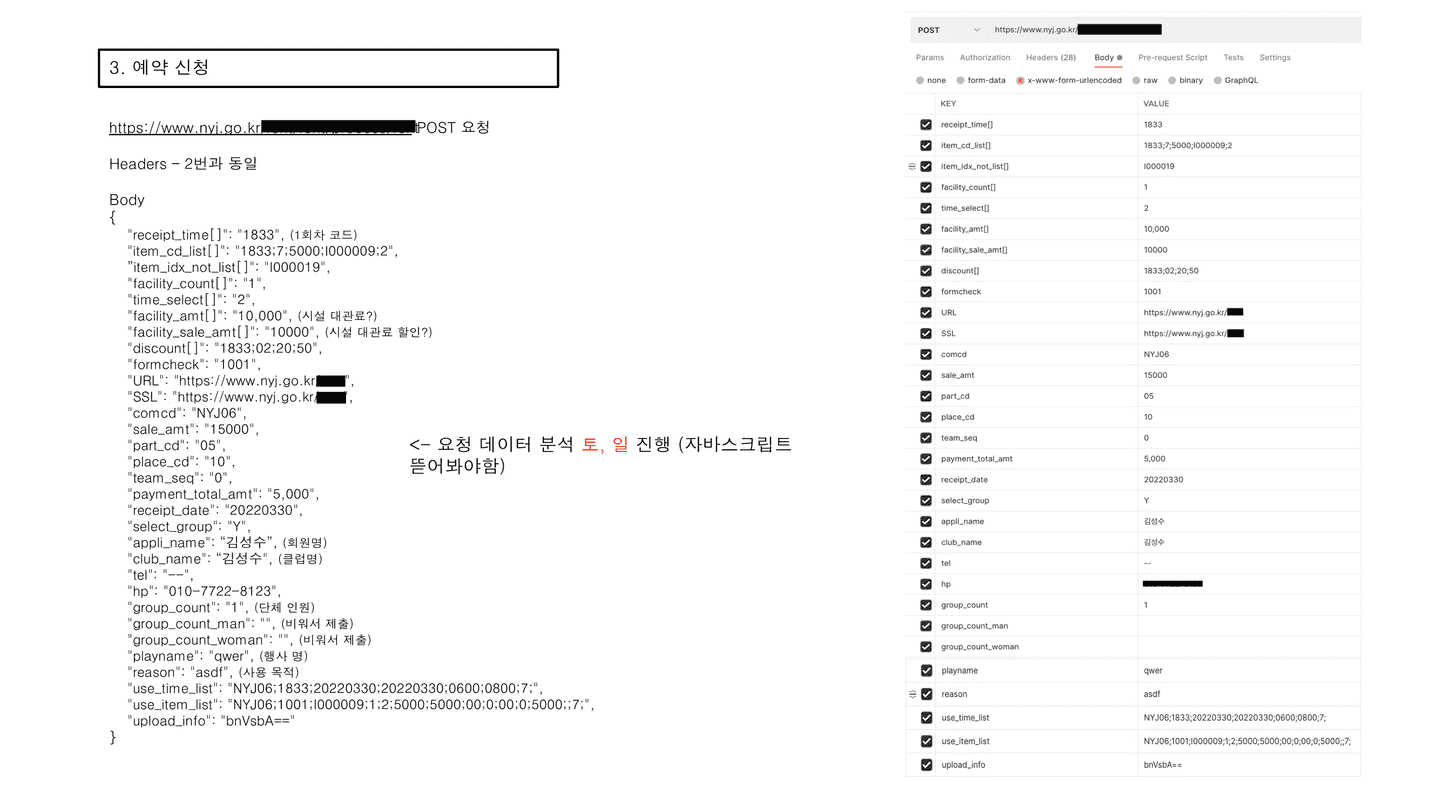 3. 예약 신청
https://www.nyj.go.kr POST 요청
Headers – 2번과 동일
Body
{
"receipt_time[]": "1833", (1회차 코드)
"item_cd_list[]": "1833;7;5000;I000009;2",
"item_idx_not_list[]": "I000019",
"facility_count[]": "1",
"time_select[]": "2",
"facility_amt[]": "10,000", (시설 대관료?)
"facility_sale_amt[]": "10000", (시설 대관료 할인?)
"discount[]": "1833;02;20;50",
"formcheck": "1001",
"URL": "https://www.nyj.go.kr/",
"SSL": "https://www.nyj.go.kr/",
"comcd": "NYJ06",
"sale_amt": "15000",
"part_cd": "05",
"place_cd": "10",
"team_seq": "0",
"payment_total_amt": "5,000",
"receipt_date": "20220330",
"select_group": "Y",
"appli_name": “김성수”, (회원명)
"club_name": “김성수", (클럽명)
"tel": "--",
"hp": "010-7722-8123",
"group_count": "1", (단체 인원)
"group_count_man": "", (비워서 제출)
"group_count_woman": "", (비워서 제출)
"playname": "qwer", (행사 명)
"reason": "asdf", (사용 목적)
"use_time_list": "NYJ06;1833;20220330;20220330;0600;0800;7;",
"use_item_list": "NYJ06;1001;I000009;1;2;5000;5000;00;0;00;0;5000;;7;",
"upload_info": "bnVsbA=="
}
<- 요청 데이터 분석 토, 일 진행 (자바스크립트
뜯어봐야함)
POST https://www.nyj.go.kr/
Params Authorization Headers (28) Body Pre-request Script Tests Settings
none form-data x-www-form-urlencoded raw binary GraphQL
KEY VALUE
receipt_time[] 1833
item_cd_list[] 1833;7;5000;I000009;2
item_idx_not_list[] I000019
facility_count[] 1
time_select[] 2
facility_amt[] 10,000
facility_sale_amt[] 10000
discount[] 1833;02;20;50
formcheck 1001
URL https://www.nyj.go.kr/
SSL https://www.nyj.go.kr/
comcd NYJ06
sale_amt 15000
part_cd 05
place_cd 10
team_seq 0
payment_total_amt 5,000
receipt_date 20220330
select_group Y
appli_name 김성수
club_name 김성수
tel --
hp
group_count 1
group_count_man
group_count_woman
playname qwer
reason asdf
use_time_list NYJ06;1833;20220330;20220330;0600;0800;7;
use_item_list NYJ06;1001;I000009;1;2;5000;5000;00;0;00;0;5000;;7;
upload_info bnVsbA==